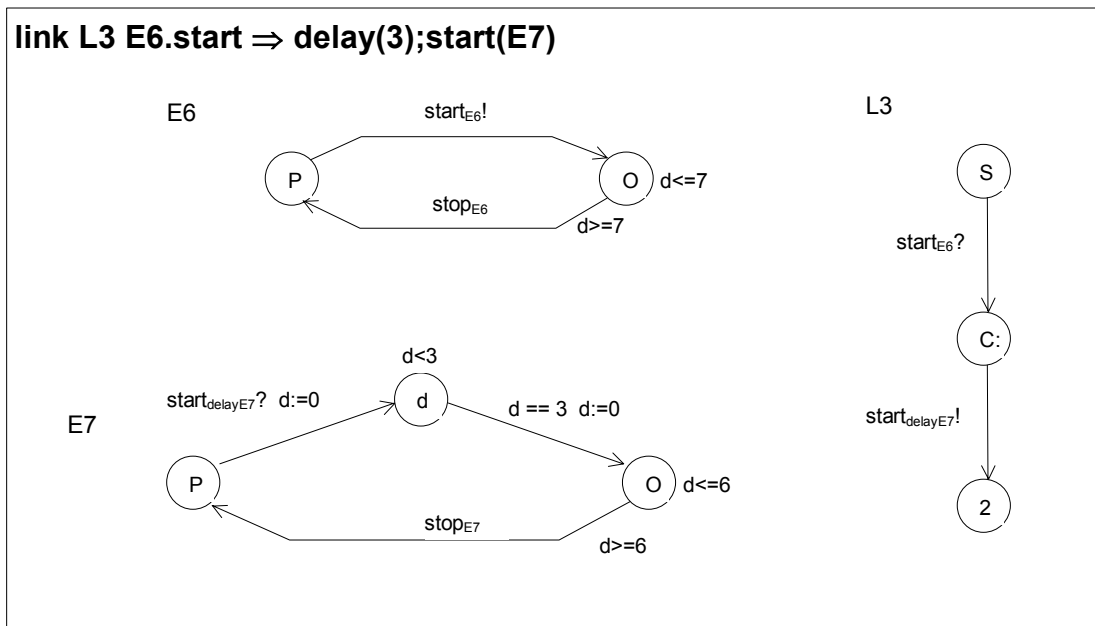 link L3 E6.start ⇒ delay(3);start(E7)
E6
startE6!
P
O
d<=7
stopE6
d>=7
L3
S
startE6?
C:
startdelayE7!
2
E7
d<3
startdelayE7? d:=0
d
d == 3 d:=0
P
O
d<=6
stopE7
d>=6